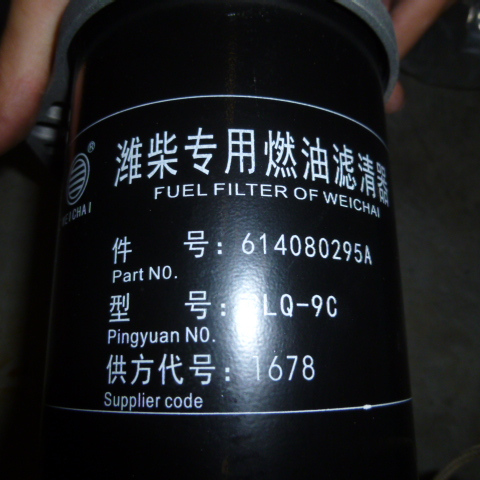 潍柴专用燃油滤清器
FUEL FILTER OF WEICHAI
®
WEICHAI
件 号: 614080295A
Part NO.
型 号: LQ-9C
Pingyuan NO.
供方代号: 1678
Supplier code